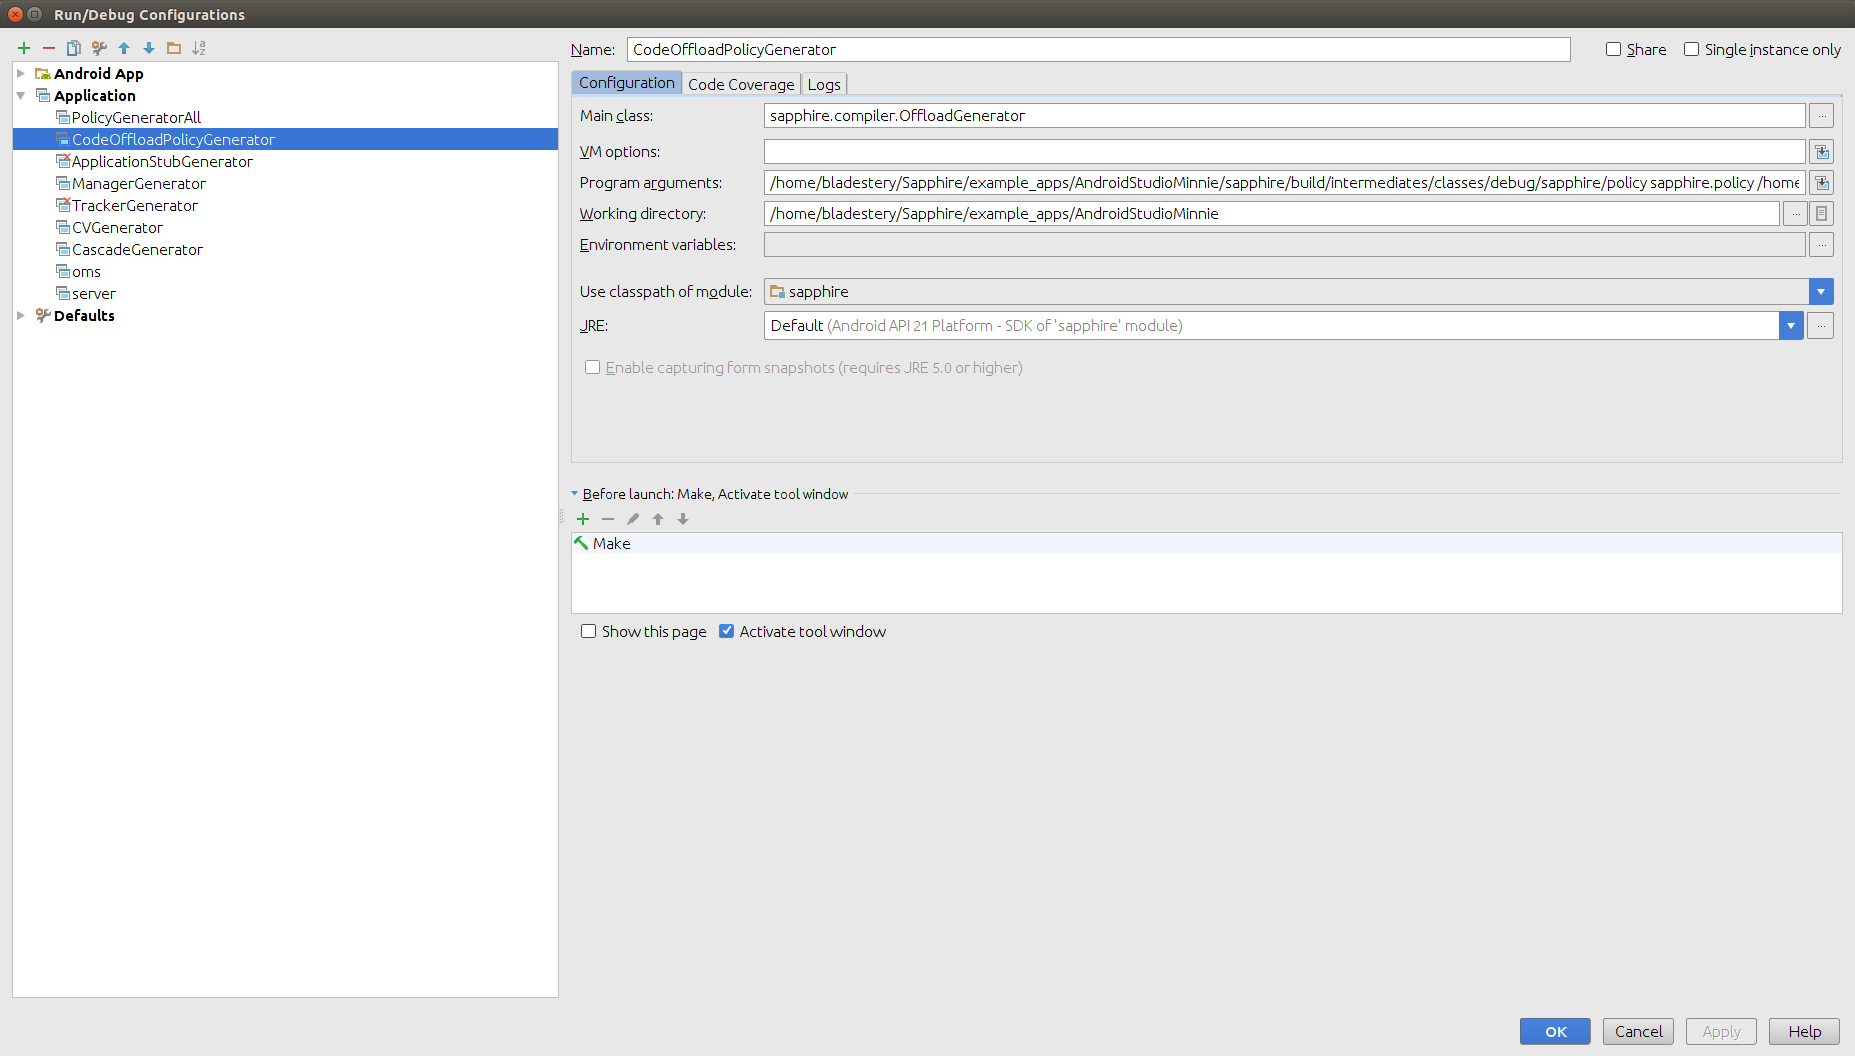 Run/Debug Configurations
Android App
Application
PolicyGeneratorAll
CodeOffloadPolicyGenerator
ApplicationStubGenerator
ManagerGenerator
TrackerGenerator
CVGenerator
CascadeGenerator
oms
server
Defaults
Name: CodeOffloadPolicyGenerator Share Single instance only
Configuration Code Coverage Logs
Main class: sapphire.compiler.OffloadGenerator ...
VM options:
Program arguments: /home/bladestery/Sapphire/example_apps/AndroidStudioMinnie/sapphire/build/intermediates/classes/debug/sapphire/policy sapphire.policy /home
Working directory: /home/bladestery/Sapphire/example_apps/AndroidStudioMinnie ...
Environment variables: ...
Use classpath of module: sapphire
JRE: Default (Android API 21 Platform - SDK of 'sapphire' module) ...
Enable capturing form snapshots (requires JRE 5.0 or higher)
Before launch: Make, Activate tool window
Make
Show this page Activate tool window
OK Cancel Apply Help